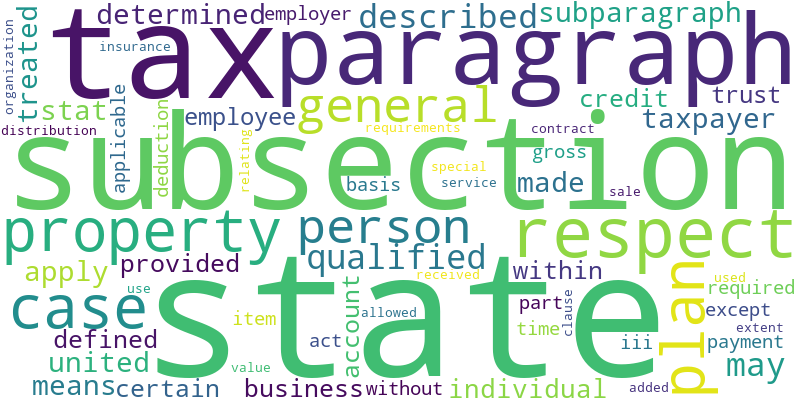 organization
treated
tax
determined
employer
described
subparagraph
insurance
paragraph
stat
distribution
applicable
deduction
employee
general
requirements
relating
credit
trust
contract
taxpayer
subsection
gross
special
basis
service
made
sale
property
person
respect
qualified
apply
provided
use
state
received
within
plan
used
required
case
account
allowed
part
clause
except
item
time
extent
defined
act
iii
payment
united
value
may
means
certain
business
without
individual
added